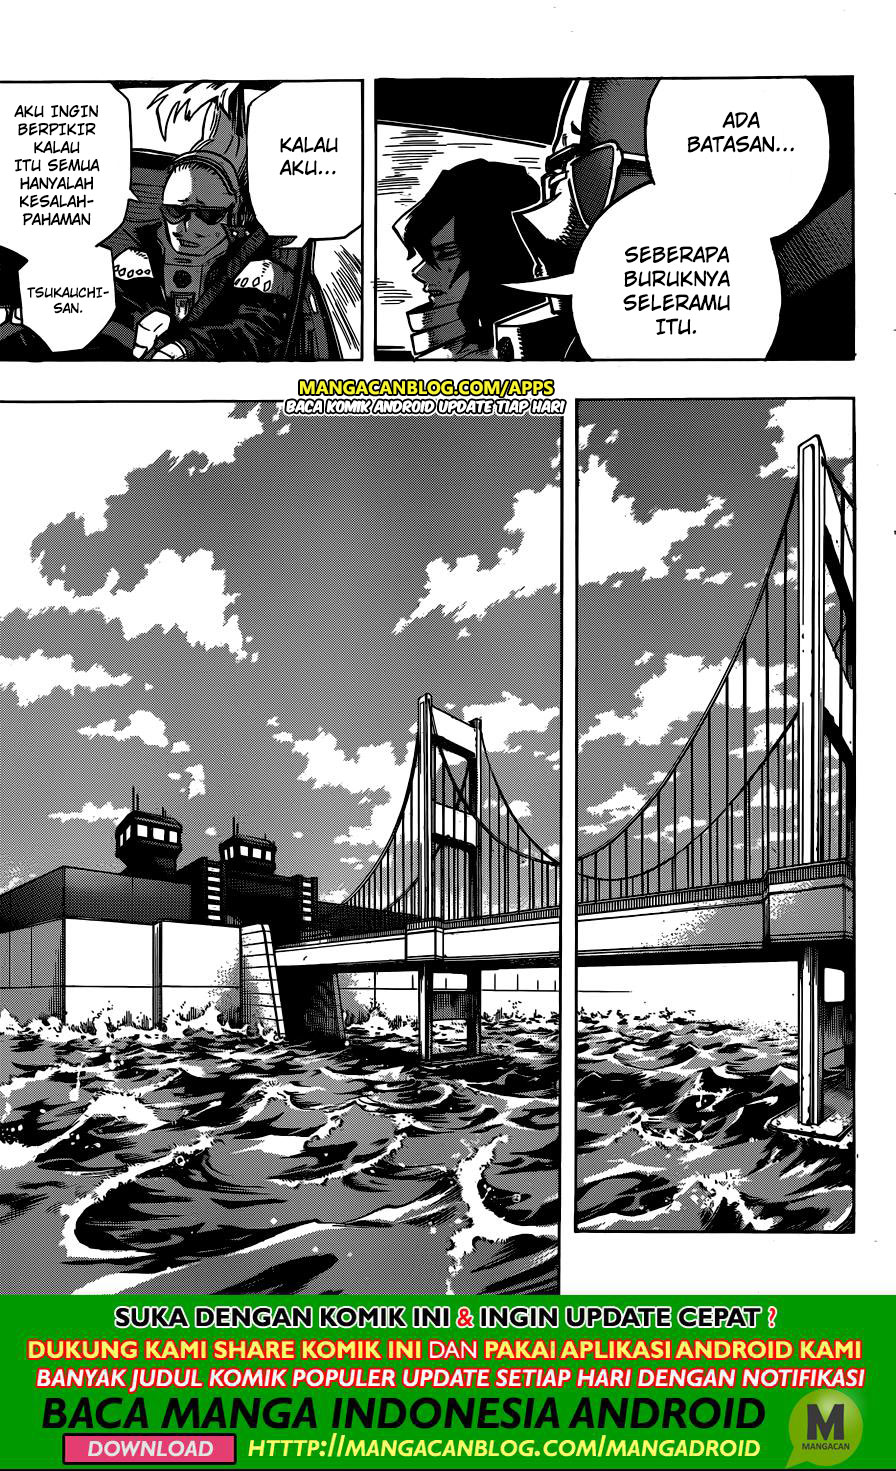 ADA
BATASAN...
SEBERAPA
BURUKNYA
SELERAMU
ITU.
KALAU
AKU...
AKU INGIN
BERPIKIR
KALAU
ITU SEMUA
HANYALAH
KESALAH-
PAHAMAN
TSUKAUCHI-
SAN.
MANGACANBLOG.COM/APPS
BACA KOMIK ANDROID UPDATE TIAP HARI
SUKA DENGAN KOMIK INI & INGIN UPDATE CEPAT ?
DUKUNG KAMI SHARE KOMIK INI DAN PAKAI APLIKASI ANDROID KAMI
BANYAK JUDUL KOMIK POPULER UPDATE SETIAP HARI DENGAN NOTIFIKASI
BACA MANGA INDONESIA ANDROID
DOWNLOAD HTTTP://MANGACANBLOG.COM/MANGADROID
M
MANGACAN